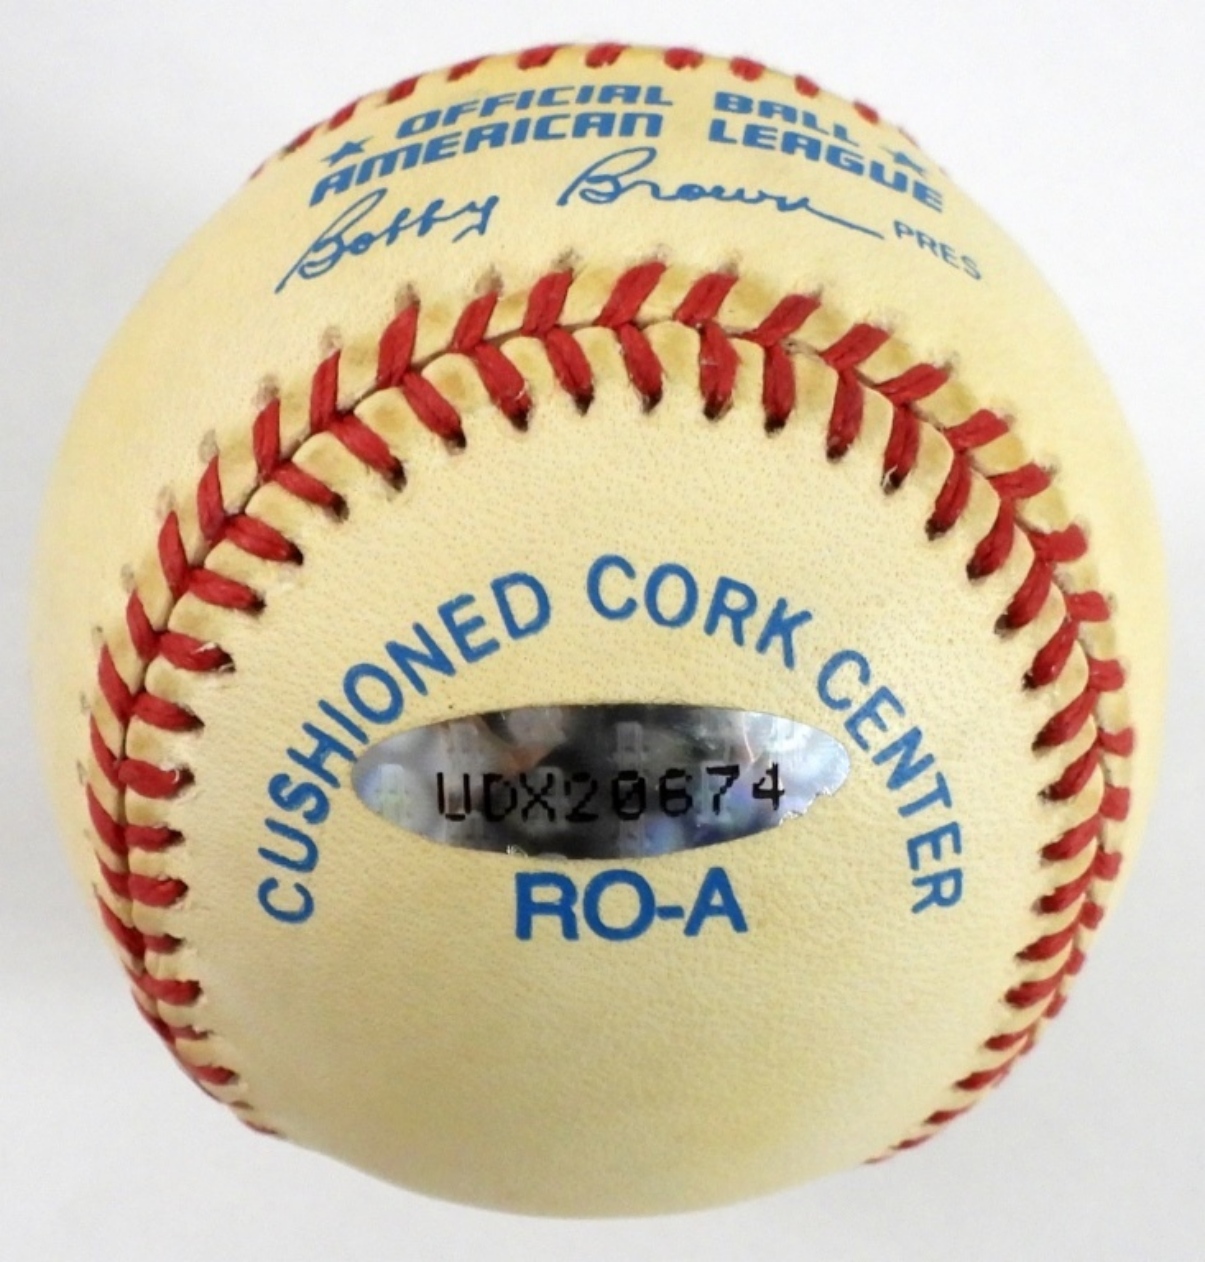 ★ OFFICIAL BALL ★
AMERICAN LEAGUE
Bobby Brown PRES
CUSHIONED CORK CENTER
UDX20674
RO-A